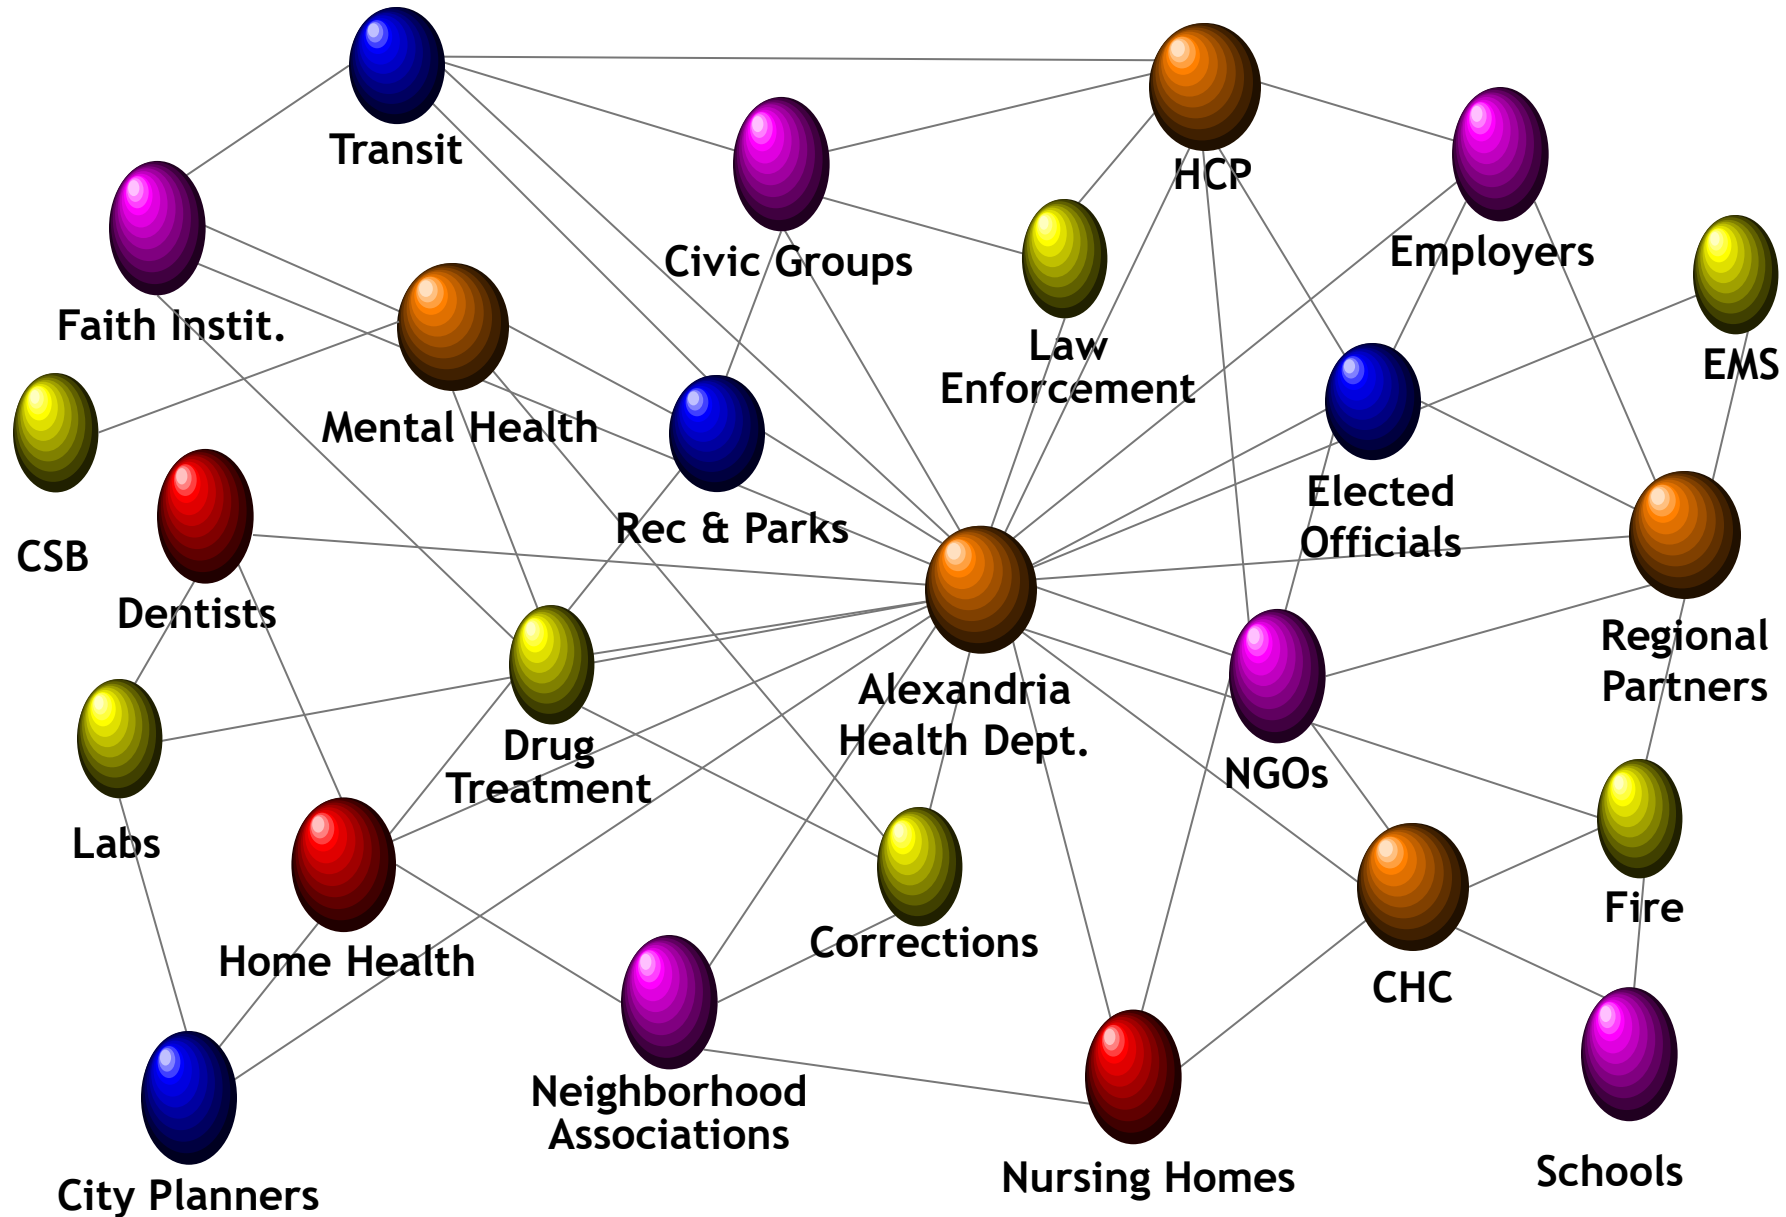 Transit
HCP
Civic Groups
Employers
Faith Instit.
Law
Enforcement
EMS
Mental Health
Elected
Officials
Rec & Parks
CSB
Dentists
Regional
Partners
Alexandria
Health Dept.
Drug
Treatment
NGOs
Labs
Fire
Home Health
Corrections
CHC
Neighborhood
Associations
Nursing Homes
Schools
City Planners